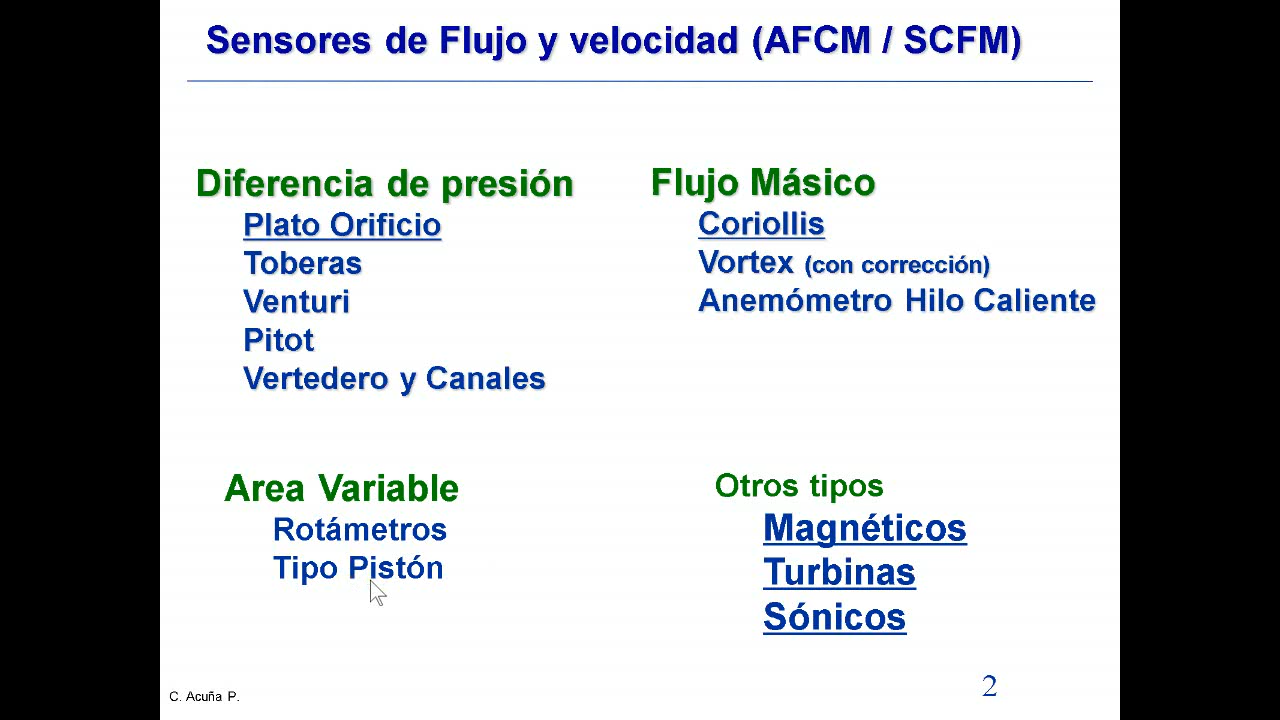 Sensores de Flujo y velocidad (AFCM / SCFM)
Diferencia de presión
Plato Orificio
Toberas
Venturi
Pitot
Vertedero y Canales
Flujo Másico
Coriollis
Vortex (con corrección)
Anemómetro Hilo Caliente
Area Variable
Rotámetros
Tipo Pistón
Otros tipos
Magnéticos
Turbinas
Sónicos
C. Acuña P.
2